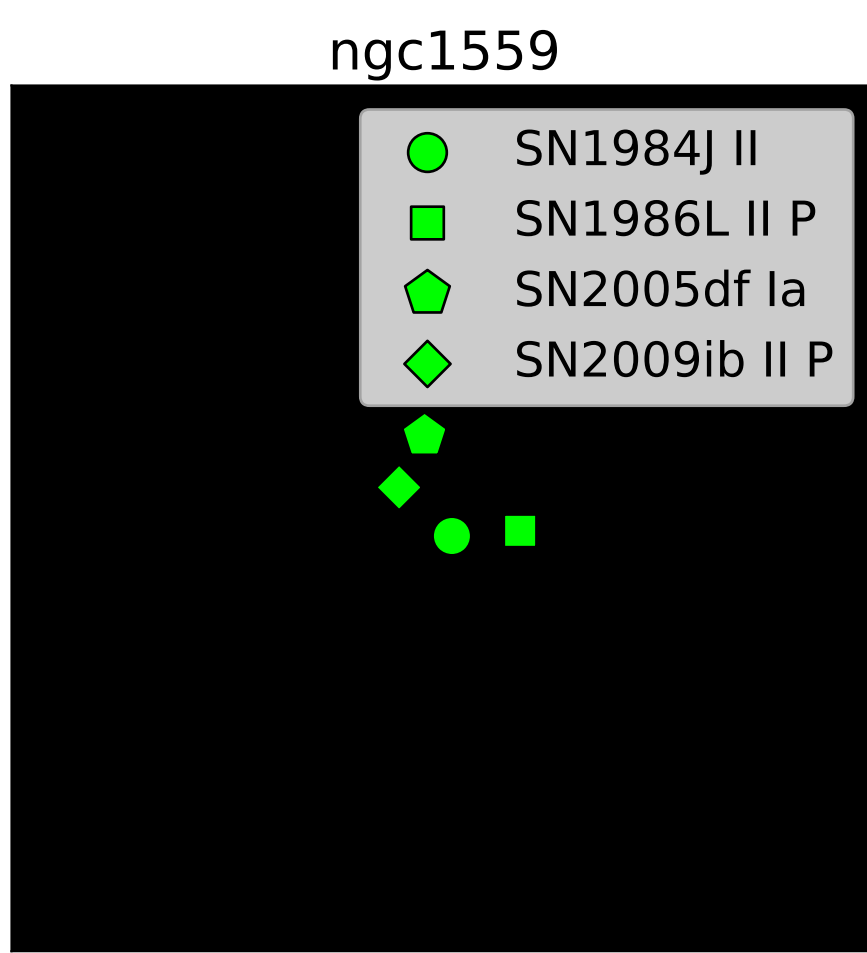 ngc1559
SN1984J II
SN1986L II P
SN2005df Ia
SN2009ib II P